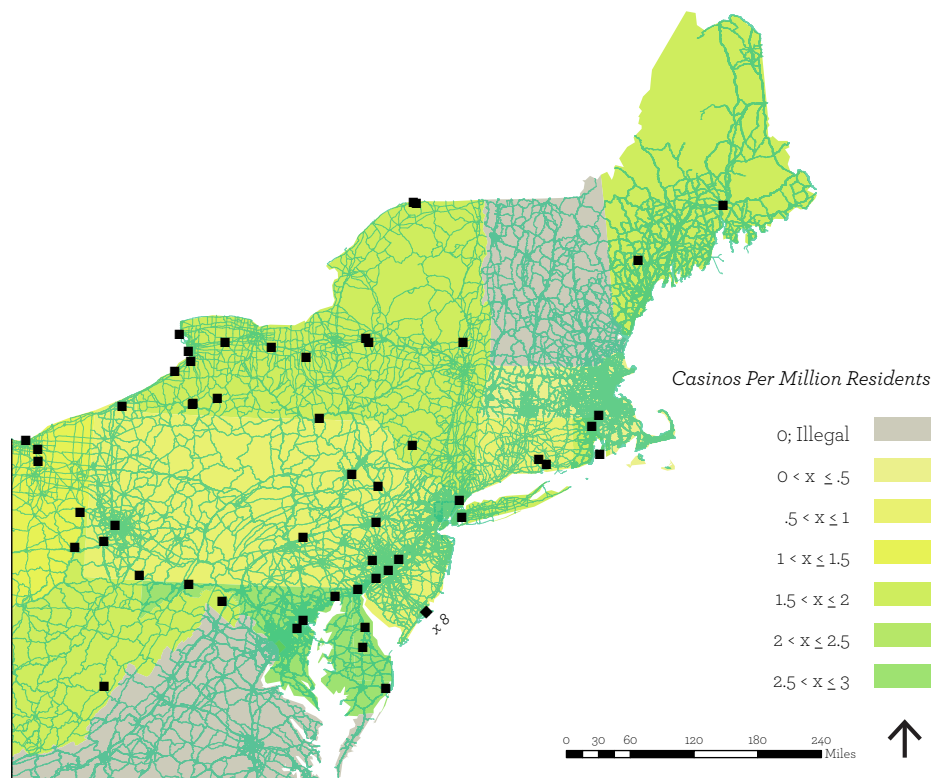 Casinos Per Million Residents
0; Illegal
0 < x ≤ .5
.5 < x ≤ 1
1 < x ≤ 1.5
1.5 < x ≤ 2
2 < x ≤ 2.5
2.5 < x ≤ 3
x 8
0 30 60 120 180 240
Miles